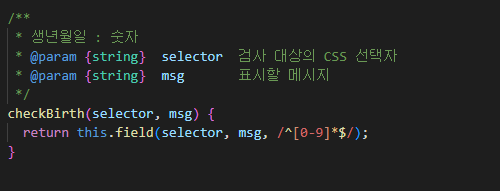 /**
 * 생년월일 : 숫자
 * @param {string}  selector  검사 대상의 CSS 선택자
 * @param {string}  msg       표시할 메시지
 */
checkBirth(selector, msg) {
  return this.field(selector, msg, /^[0-9]*$/);
}